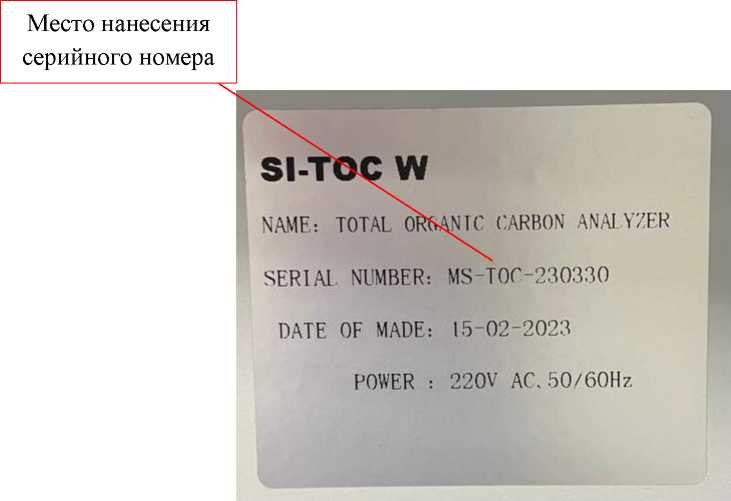 Место нанесения
серийного номера
SI-TOC W
NAME: TOTAL ORGANIC CARBON ANALYZER
SERIAL NUMBER: MS-TOC-230330
DATE OF MADE: 15-02-2023
POWER : 220V AC, 50/60Hz